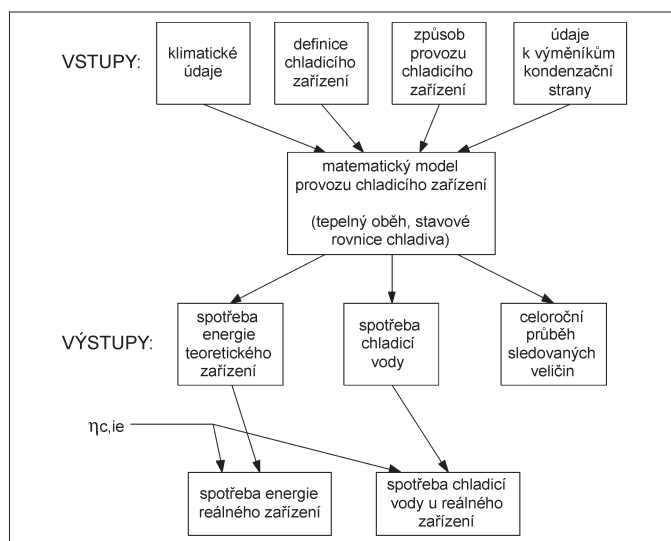 VSTUPY:
klimatické
údaje
definice
chladicího
zařízení
způsob
provozu
chladicího
zařízení
údaje
k výměníkům
kondenzační
strany
matematický model
provozu chladicího zařízení
(tepelný oběh, stavové
rovnice chladiva)
VÝSTUPY:
spotřeba
energie
teoretického
zařízení
spotřeba
chladicí
vody
celoroční
průběh
sledovaných
veličin
ηc,ie
spotřeba energie
reálného zařízení
spotřeba chladicí
vody u reálného
zařízení